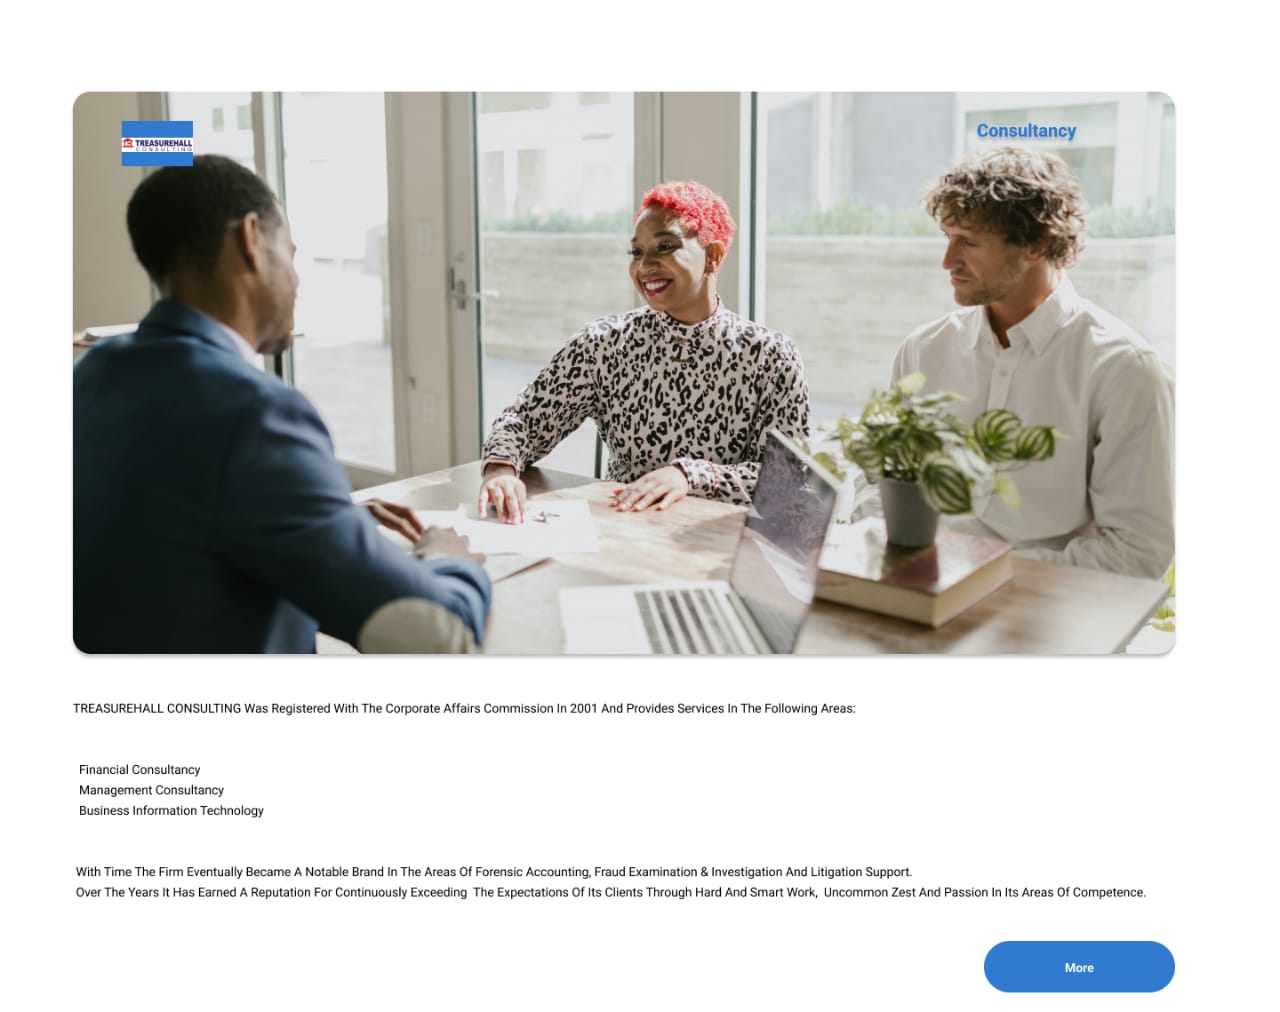 TREASUREHALL
CONSULTING
Consultancy
TREASUREHALL CONSULTING Was Registered With The Corporate Affairs Commission In 2001 And Provides Services In The Following Areas:
Financial Consultancy
Management Consultancy
Business Information Technology
With Time The Firm Eventually Became A Notable Brand In The Areas Of Forensic Accounting, Fraud Examination & Investigation And Litigation Support.
Over The Years It Has Earned A Reputation For Continuously Exceeding  The Expectations Of Its Clients Through Hard And Smart Work,  Uncommon Zest And Passion In Its Areas Of Competence.
More